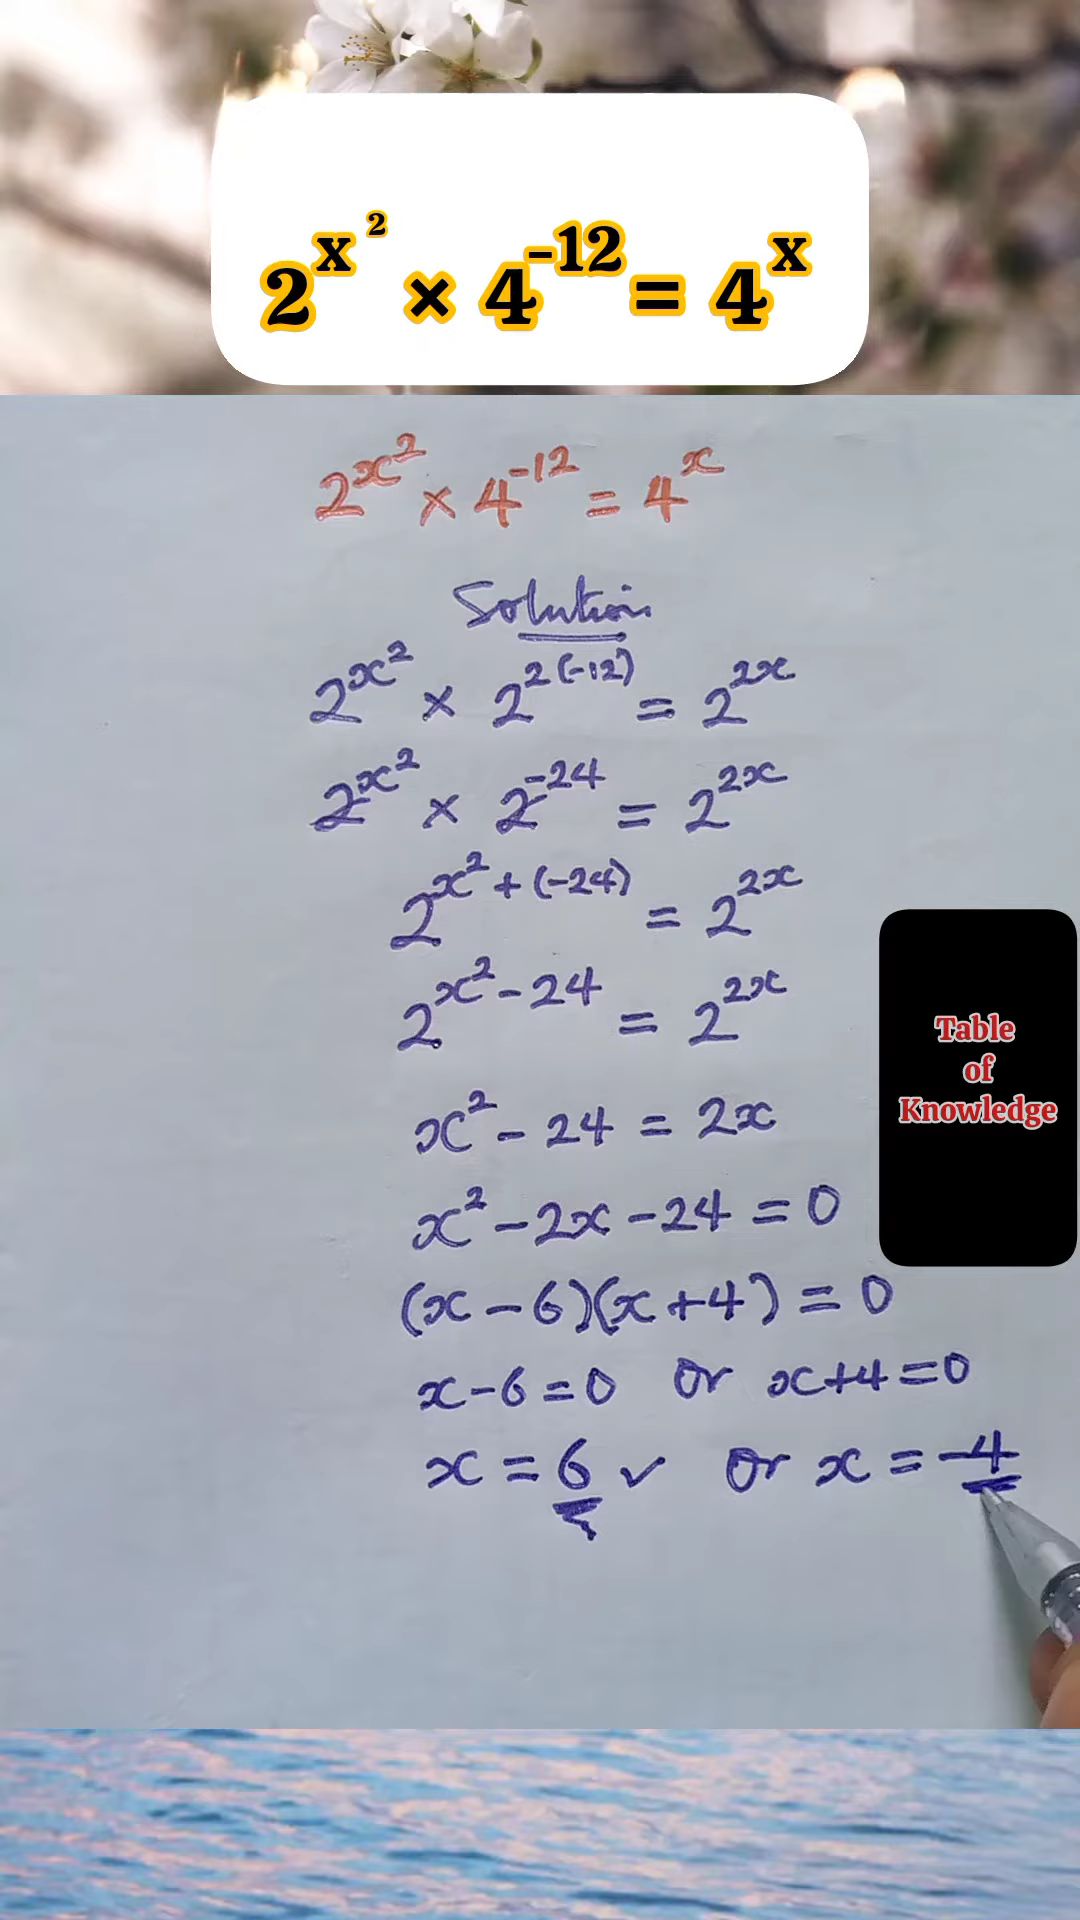 2^x^2 × 4^-12 = 4^x
2^x^2 × 4^-12 = 4^x
Solution
2^x^2 × 2^2(-12) = 2^2x
2^x^2 × 2^-24 = 2^2x
2^x^2 + (-24) = 2^2x
2^x^2 - 24 = 2^2x
Table
of
Knowledge
x^2 - 24 = 2x
x^2 - 2x - 24 = 0
(x - 6)(x + 4) = 0
x - 6 = 0 or x + 4 = 0
x = 6 ✓ or x = -4